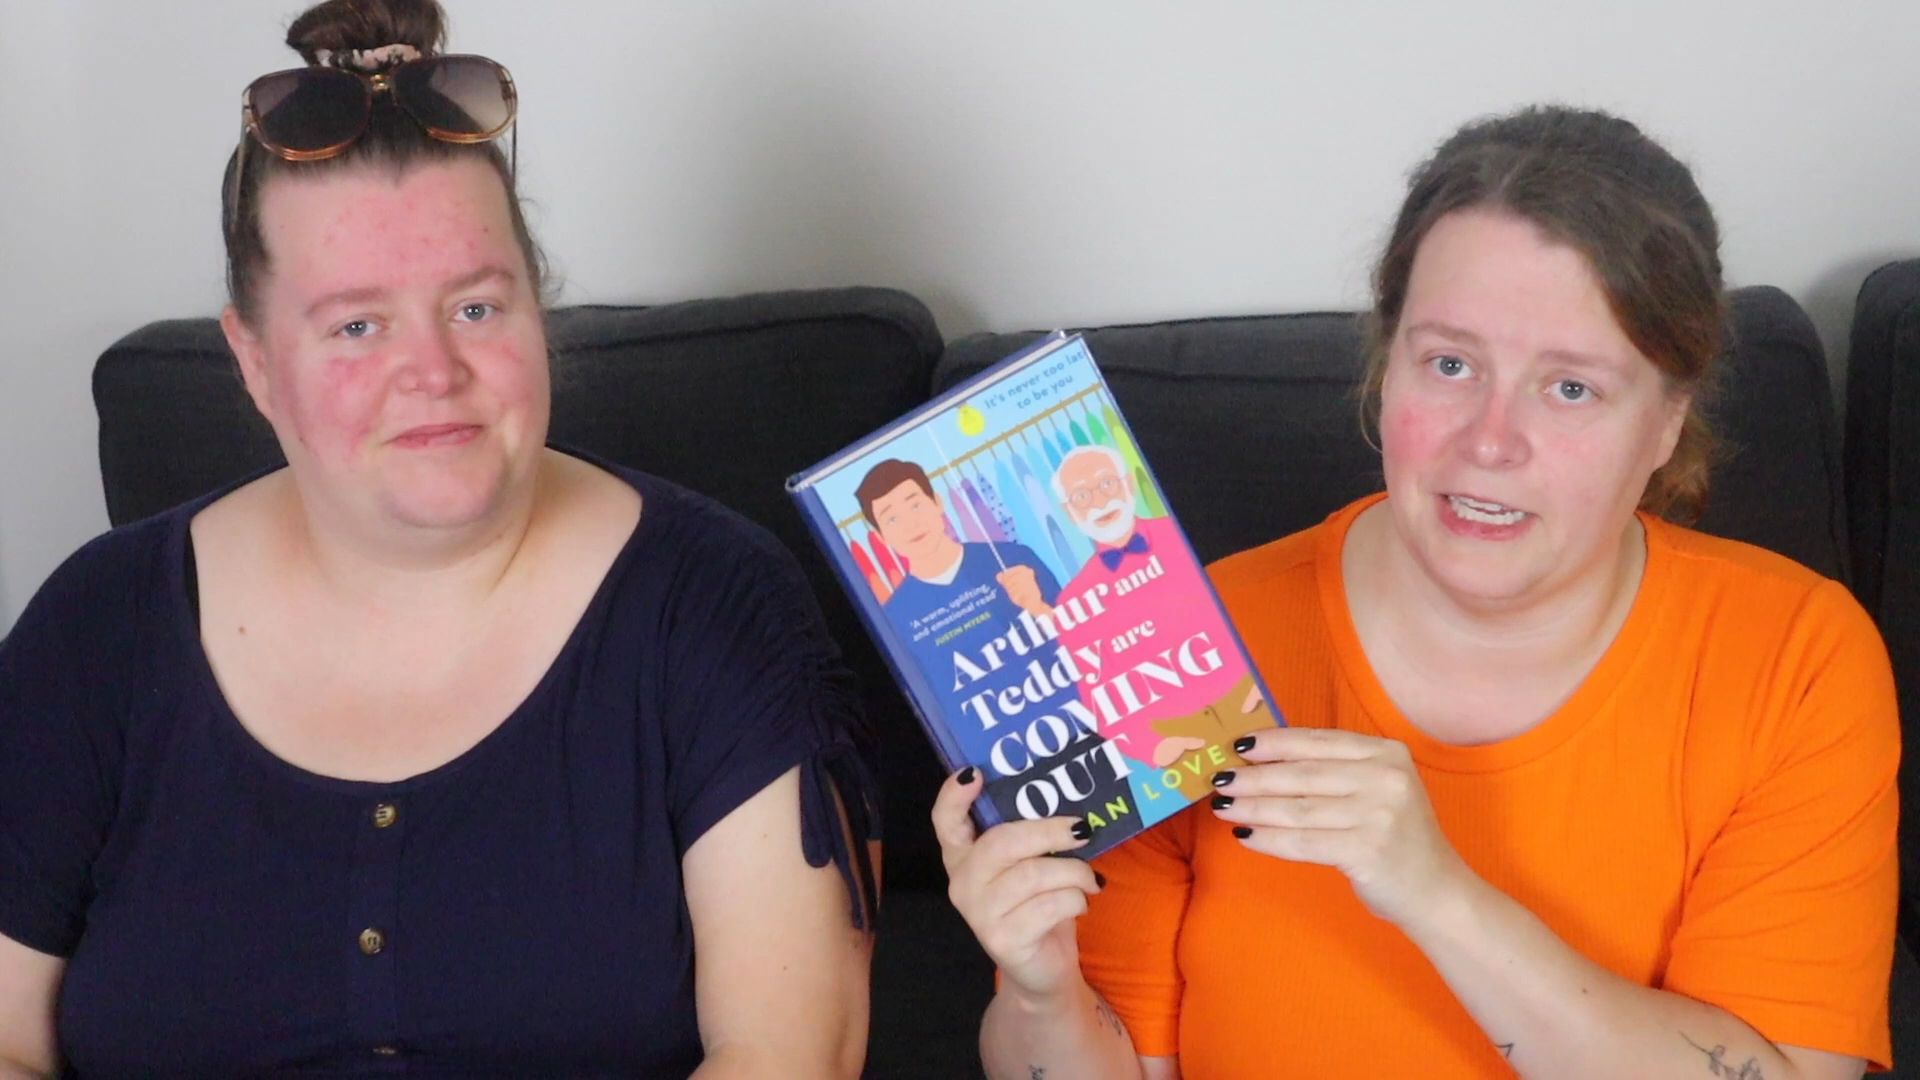 It's never too lat
to be you
'A warm, uplifting,
and emotional read'
JUSTIN MYERS
Arthur and
Teddy are
COMING
OUT
AN LOVE